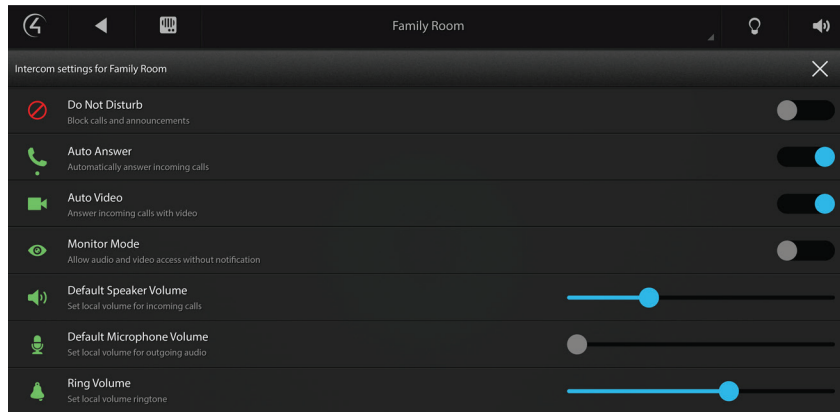 Family Room
Intercom settings for Family Room
Do Not Disturb
Block calls and announcements
Auto Answer
Automatically answer incoming calls
Auto Video
Answer incoming calls with video
Monitor Mode
Allow audio and video access without notification
Default Speaker Volume
Set local volume for incoming calls
Default Microphone Volume
Set local volume for outgoing audio
Ring Volume
Set local volume ringtone